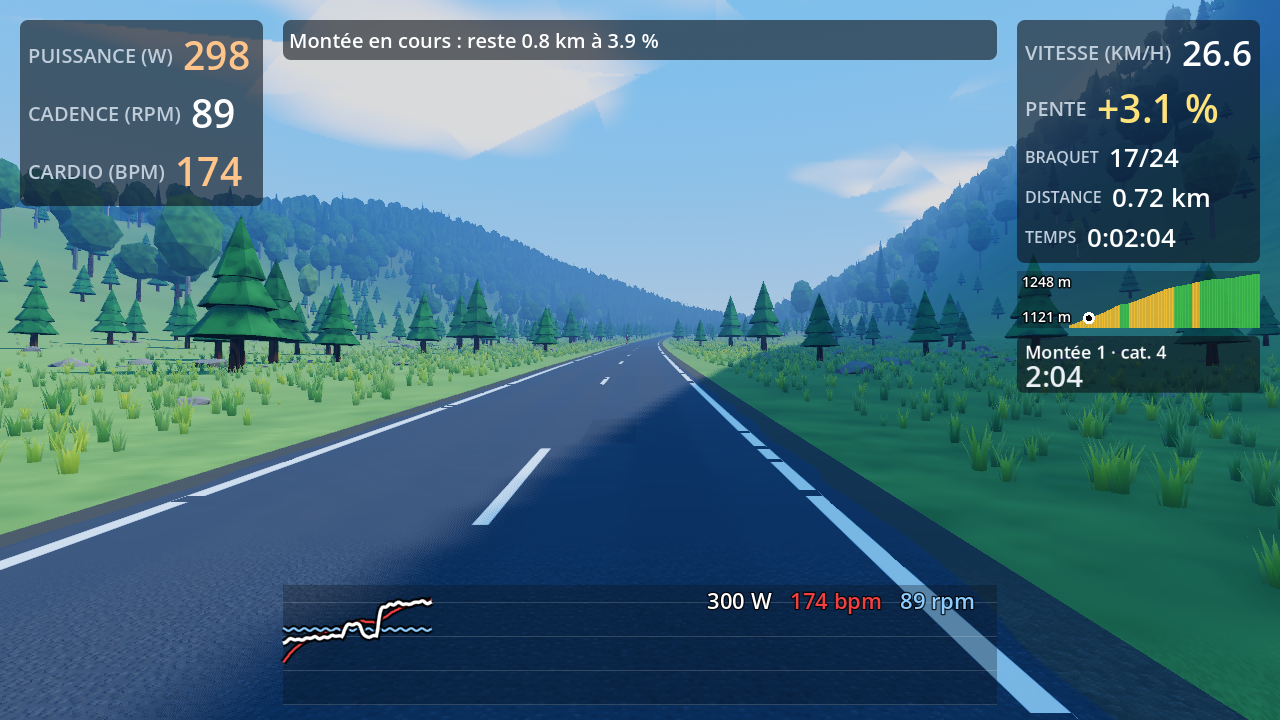 PUISSANCE (W) 298
CADENCE (RPM) 89
CARDIO (BPM) 174
Montée en cours : reste 0.8 km à 3.9 %
VITESSE (KM/H) 26.6
PENTE +3.1 %
BRAQUET 17/24
DISTANCE 0.72 km
TEMPS 0:02:04
1248 m
1121 m
Montée 1 · cat. 4
2:04
300 W 174 bpm 89 rpm